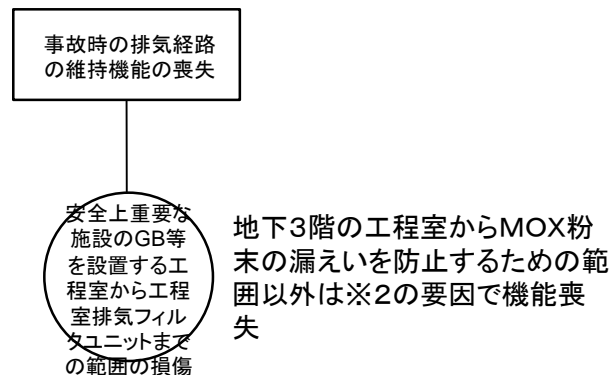 事故時の排気経路
の維持機能の喪失
安全上重要な
施設のGB等
を設置する工
程室から工程
室排気フィル
タユニットまで
の範囲の損傷
地下3階の工程室からMOX粉
末の漏えいを防止するための範
囲以外は※2の要因で機能喪
失